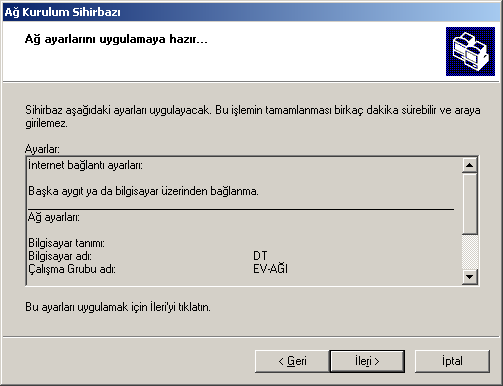 Ağ Kurulum Sihirbazı
Ağ ayarlarını uygulamaya hazır...
Sihirbaz aşağıdaki ayarları uygulayacak. Bu işlemin tamamlanması birkaç dakika sürebilir ve araya
girilemez.
Ayarlar:
İnternet bağlantı ayarları:
Başka aygıt ya da bilgisayar üzerinden bağlanma.
Ağ ayarları:
Bilgisayar tanımı:
Bilgisayar adı: DT
Çalışma Grubu adı: EV-AĞI
Bu ayarları uygulamak için İleri'yi tıklatın.
< Geri İleri > İptal